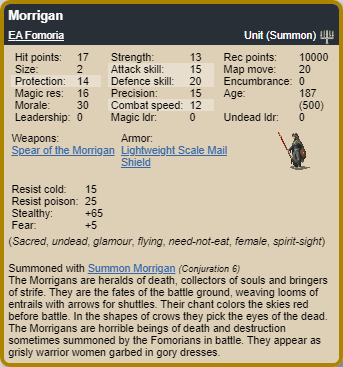 Morrigan
EA Fomoria Unit (Summon)
Hit points: 17 Strength: 13 Rec points: 10000
Size: 2 Attack skill: 15 Map move: 20
Protection: 14 Defence skill: 20 Encumbrance: 0
Magic res: 16 Precision: 15 Age: 187
Morale: 30 Combat speed: 12 (500)
Leadership: 0 Magic ldr: 0 Undead ldr: 0
Weapons: Armor:
Spear of the Morrigan Lightweight Scale Mail
Shield
Resist cold: 15
Resist poison: 25
Stealthy: +65
Fear: +5
(Sacred, undead, glamour, flying, need-not-eat, female, spirit-sight)
Summoned with Summon Morrigan (Conjuration 6)
The Morrigans are heralds of death, collectors of souls and bringers
of strife. They are the fates of the battle ground, weaving looms of
entrails with arrows for shuttles. Their chant colors the skies red
before battle. In the shapes of crows they pick the eyes of the dead.
The Morrigans are horrible beings of death and destruction
sometimes summoned by the Fomorians in battle. They appear as
grisly warrior women garbed in gory dresses.